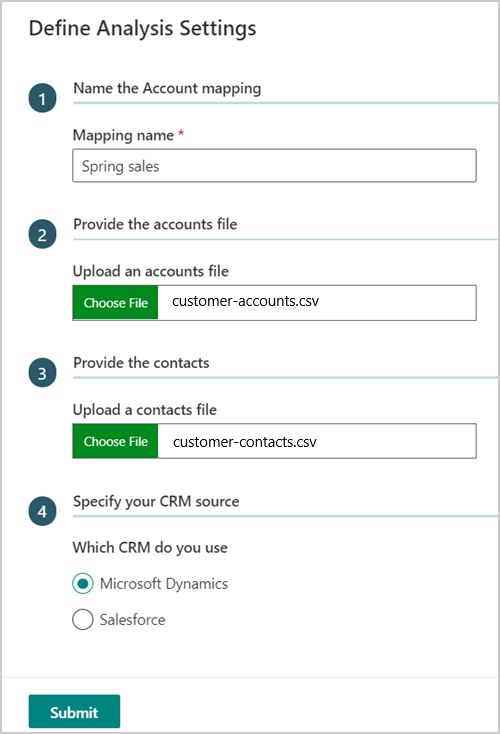 Define Analysis Settings
1
Name the Account mapping
Mapping name *
Spring sales
2
Provide the accounts file
Upload an accounts file
Choose File customer-accounts.csv
3
Provide the contacts
Upload a contacts file
Choose File customer-contacts.csv
4
Specify your CRM source
Which CRM do you use
Microsoft Dynamics
Salesforce
Submit